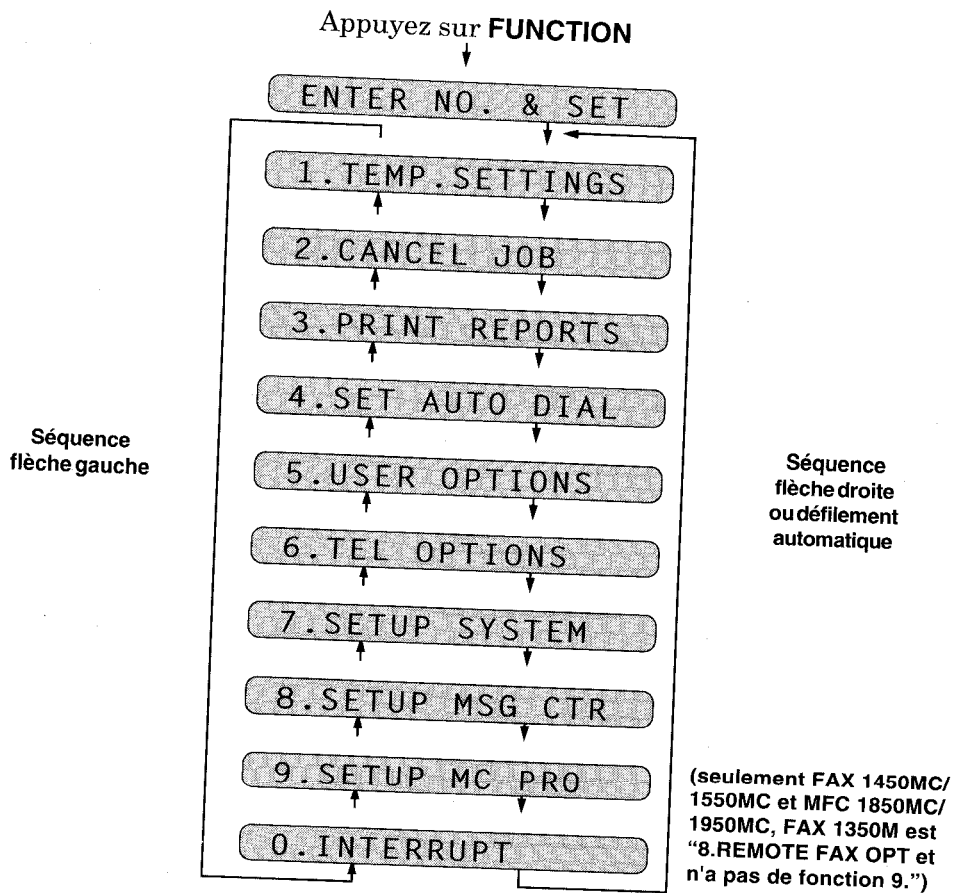 Appuyez sur FUNCTION
ENTER NO. & SET
1.TEMP.SETTINGS
2.CANCEL JOB
3.PRINT REPORTS
4.SET AUTO DIAL
Séquence
flèche gauche
5.USER OPTIONS
Séquence
flèche droite
ou défilement
automatique
6.TEL OPTIONS
7.SETUP SYSTEM
8.SETUP MSG CTR
9.SETUP MC PRO
(seulement FAX 1450MC/
1550MC et MFC 1850MC/
1950MC, FAX 1350M est
“8.REMOTE FAX OPT et
n'a pas de fonction 9.”)
0.INTERRUPT